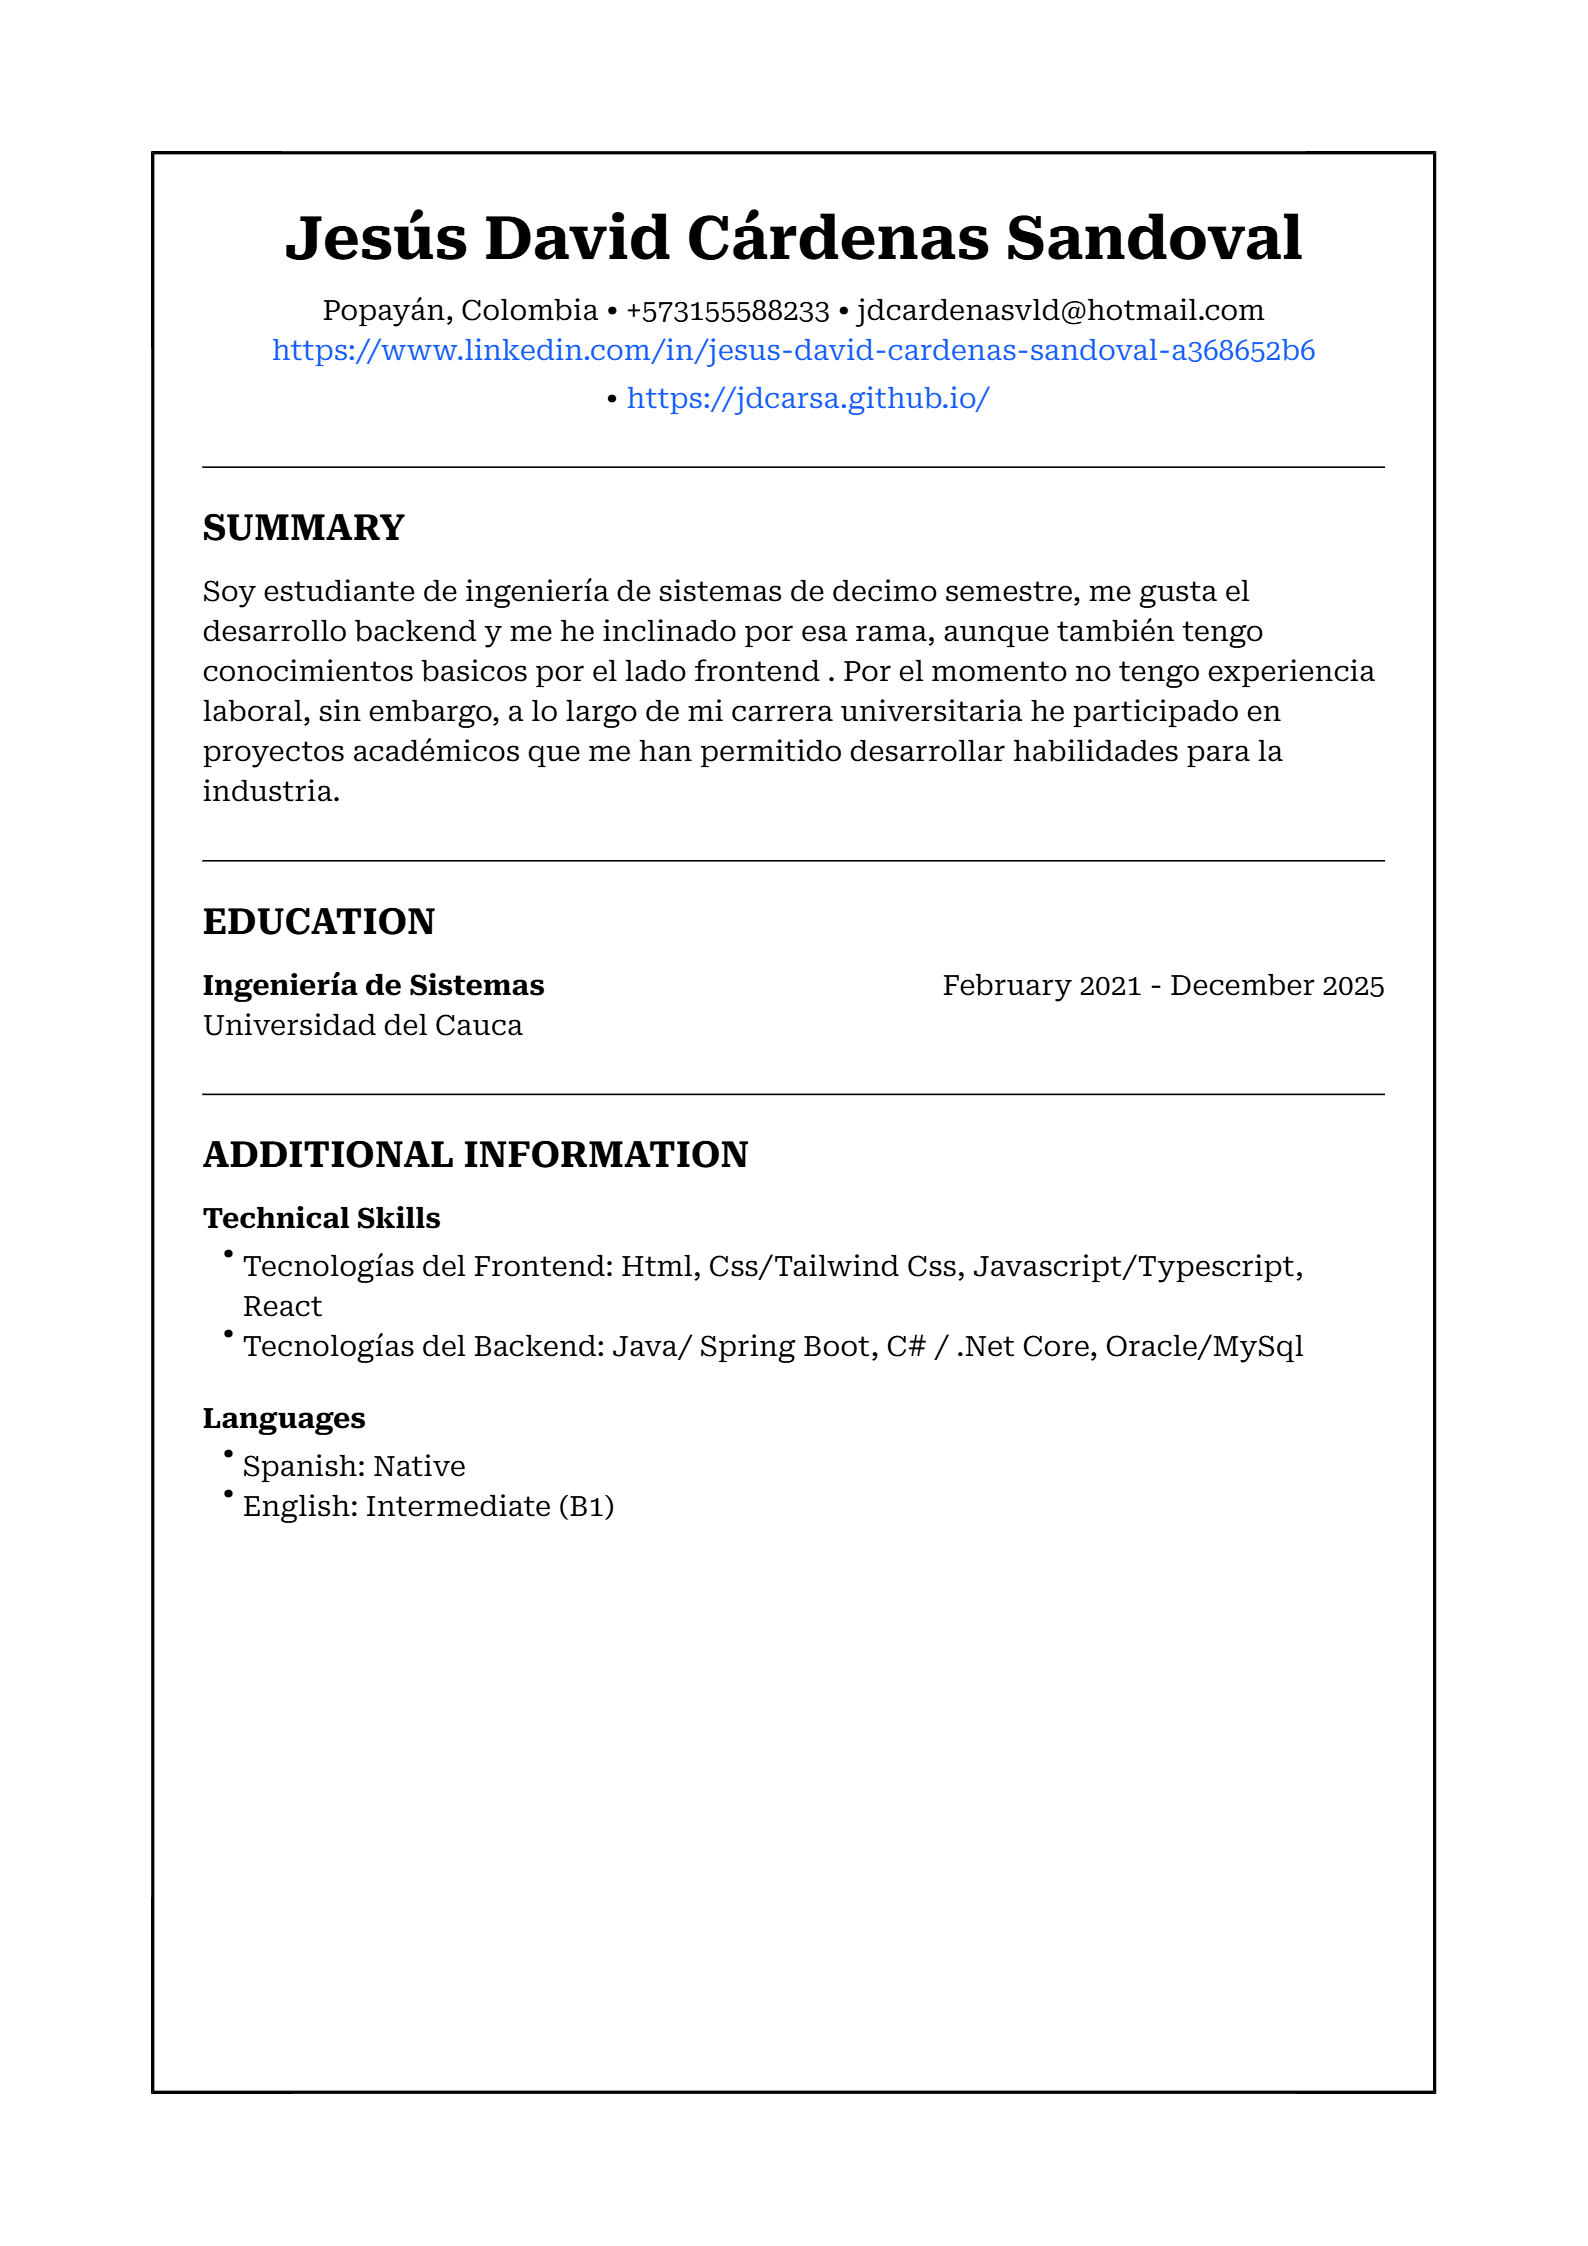 Jesús David Cárdenas Sandoval
Popayán, Colombia • +573155588233 • jdcardenasvld@hotmail.com
https://www.linkedin.com/in/jesus-david-cardenas-sandoval-a368652b6
• https://jdcarsa.github.io/
SUMMARY
Soy estudiante de ingeniería de sistemas de decimo semestre, me gusta el
desarrollo backend y me he inclinado por esa rama, aunque también tengo
conocimientos basicos por el lado frontend . Por el momento no tengo experiencia
laboral, sin embargo, a lo largo de mi carrera universitaria he participado en
proyectos académicos que me han permitido desarrollar habilidades para la
industria.
EDUCATION
Ingeniería de Sistemas February 2021 - December 2025
Universidad del Cauca
ADDITIONAL INFORMATION
Technical Skills
• Tecnologías del Frontend: Html, Css/Tailwind Css, Javascript/Typescript,
React
• Tecnologías del Backend: Java/ Spring Boot, C# / .Net Core, Oracle/MySql
Languages
• Spanish: Native
• English: Intermediate (B1)